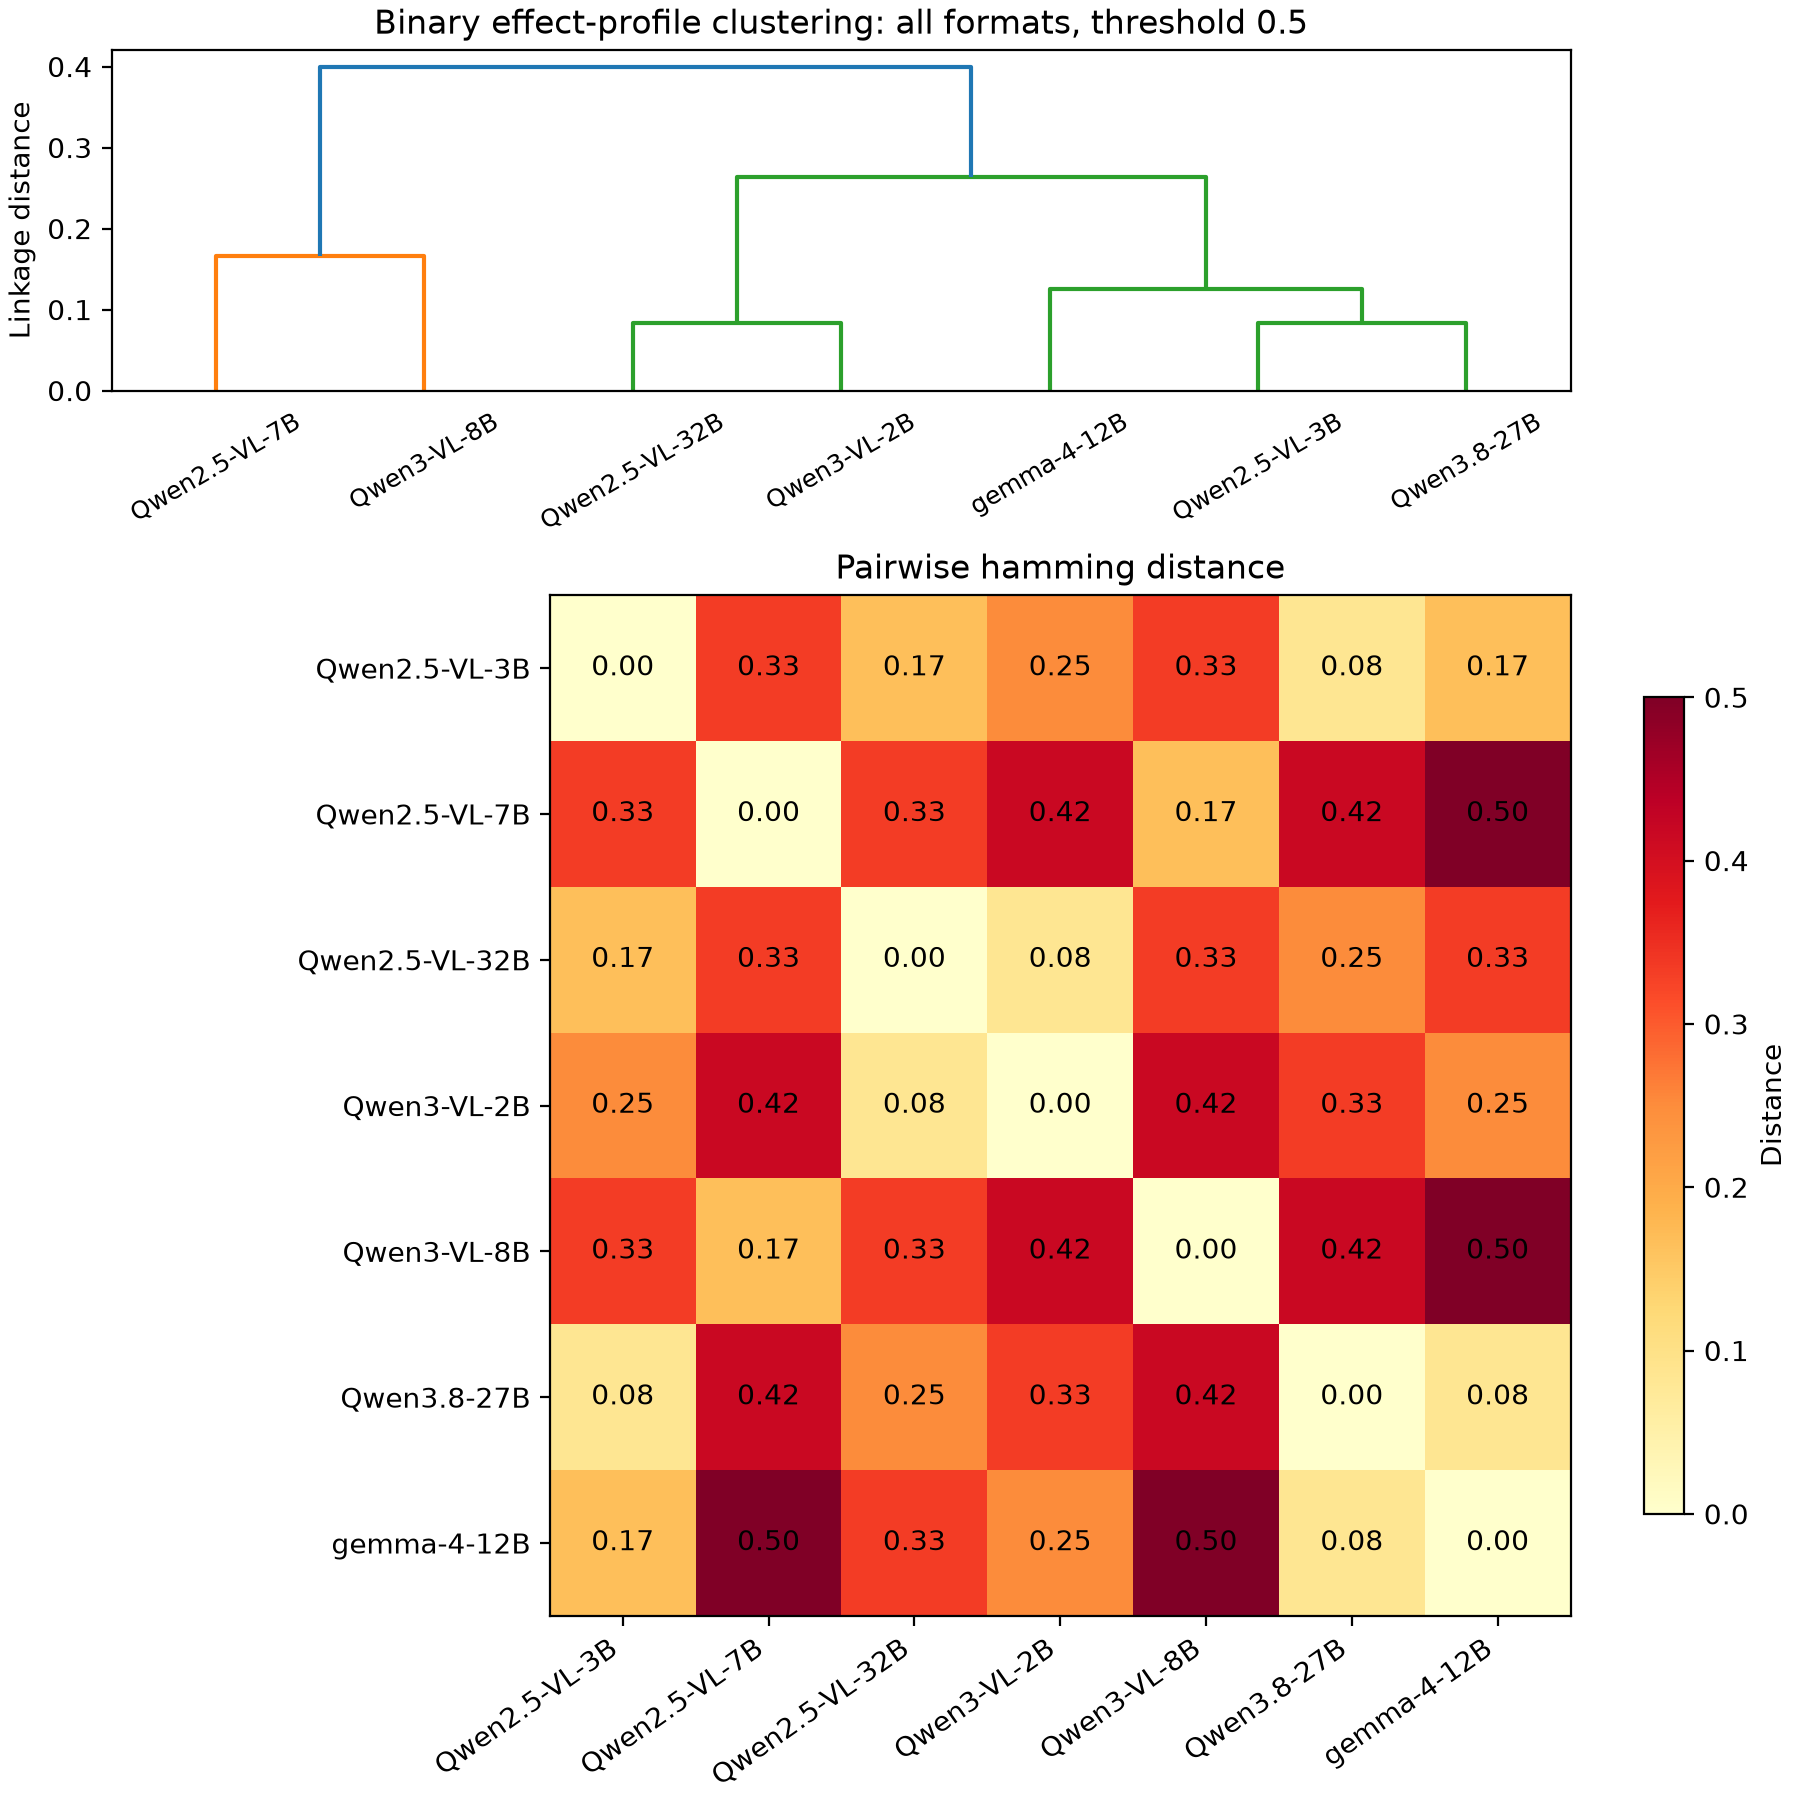 Binary effect-profile clustering: all formats, threshold 0.5
Linkage distance
0.4
0.3
0.2
0.1
0.0
Qwen2.5-VL-7B
Qwen3-VL-8B
Qwen2.5-VL-32B
Qwen3-VL-2B
gemma-4-12B
Qwen2.5-VL-3B
Qwen3.8-27B
Pairwise hamming distance
Qwen2.5-VL-3B 0.00 0.33 0.17 0.25 0.33 0.08 0.17
Qwen2.5-VL-7B 0.33 0.00 0.33 0.42 0.17 0.42 0.50
Qwen2.5-VL-32B 0.17 0.33 0.00 0.08 0.33 0.25 0.33
Qwen3-VL-2B 0.25 0.42 0.08 0.00 0.42 0.33 0.25
Qwen3-VL-8B 0.33 0.17 0.33 0.42 0.00 0.42 0.50
Qwen3.8-27B 0.08 0.42 0.25 0.33 0.42 0.00 0.08
gemma-4-12B 0.17 0.50 0.33 0.25 0.50 0.08 0.00
Qwen2.5-VL-3B
Qwen2.5-VL-7B
Qwen2.5-VL-32B
Qwen3-VL-2B
Qwen3-VL-8B
Qwen3.8-27B
gemma-4-12B
0.5
0.4
0.3
0.2
0.1
0.0
Distance